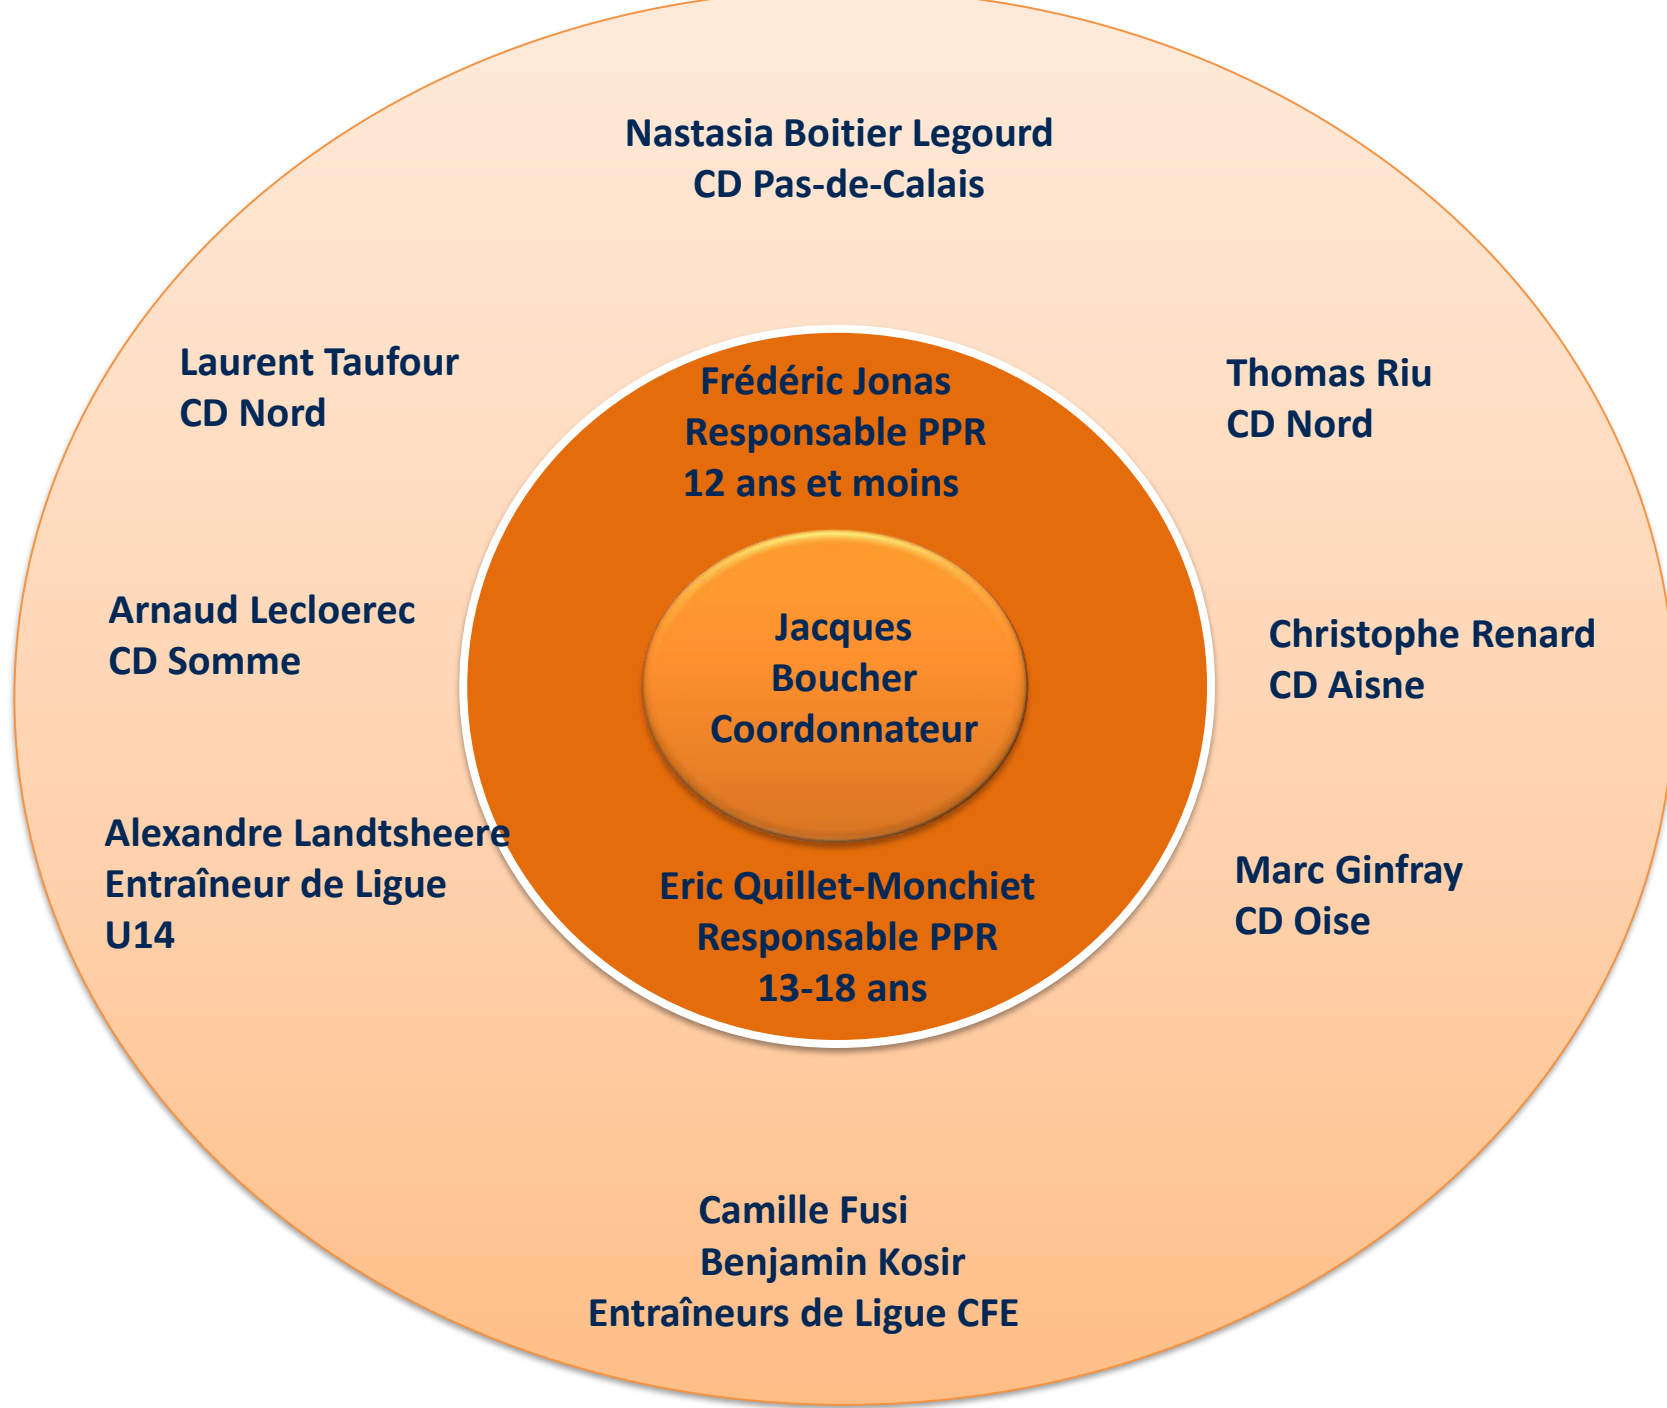 Nastasia Boitier Legourd
CD Pas-de-Calais
Laurent Taufour
CD Nord
Frédéric Jonas
Responsable PPR
12 ans et moins
Thomas Riu
CD Nord
Arnaud Lecloerec
CD Somme
Jacques
Boucher
Coordonnateur
Christophe Renard
CD Aisne
Alexandre Landtsheere
Entraîneur de Ligue
U14
Eric Quillet-Monchiet
Responsable PPR
13-18 ans
Marc Ginfray
CD Oise
Camille Fusi
Benjamin Kosir
Entraîneurs de Ligue CFE